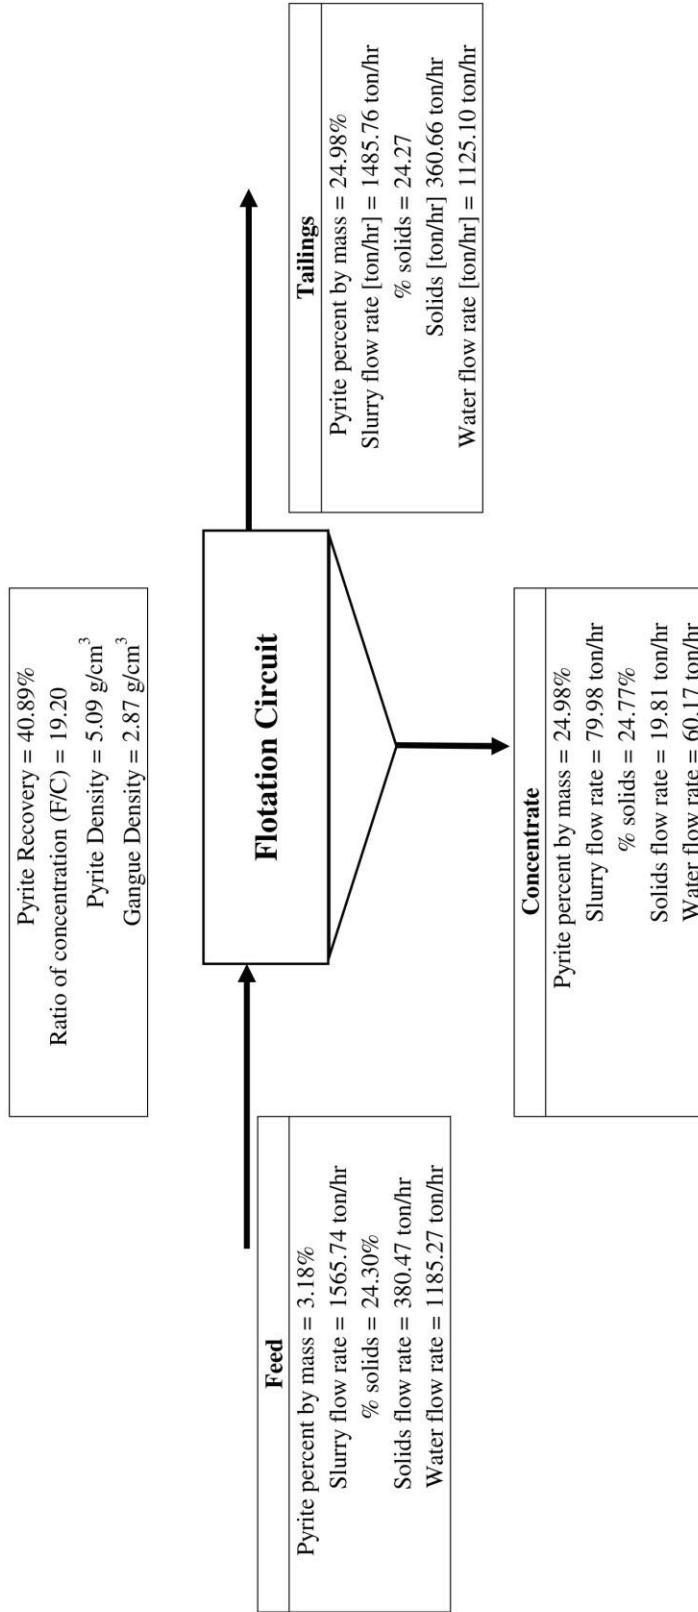 Pyrite Recovery = 40.89%
Ratio of concentration (F/C) = 19.20
Pyrite Density = 5.09 g/cm³
Gangue Density = 2.87 g/cm³
Feed
Pyrite percent by mass = 3.18%
Slurry flow rate = 1565.74 ton/hr
% solids = 24.30%
Solids flow rate = 380.47 ton/hr
Water flow rate = 1185.27 ton/hr
Flotation Circuit
Tailings
Pyrite percent by mass = 24.98%
Slurry flow rate [ton/hr] = 1485.76 ton/hr
% solids = 24.27
Solids [ton/hr] 360.66 ton/hr
Water flow rate [ton/hr] = 1125.10 ton/hr
Concentrate
Pyrite percent by mass = 24.98%
Slurry flow rate = 79.98 ton/hr
% solids = 24.77%
Solids flow rate = 19.81 ton/hr
Water flow rate = 60.17 ton/hr